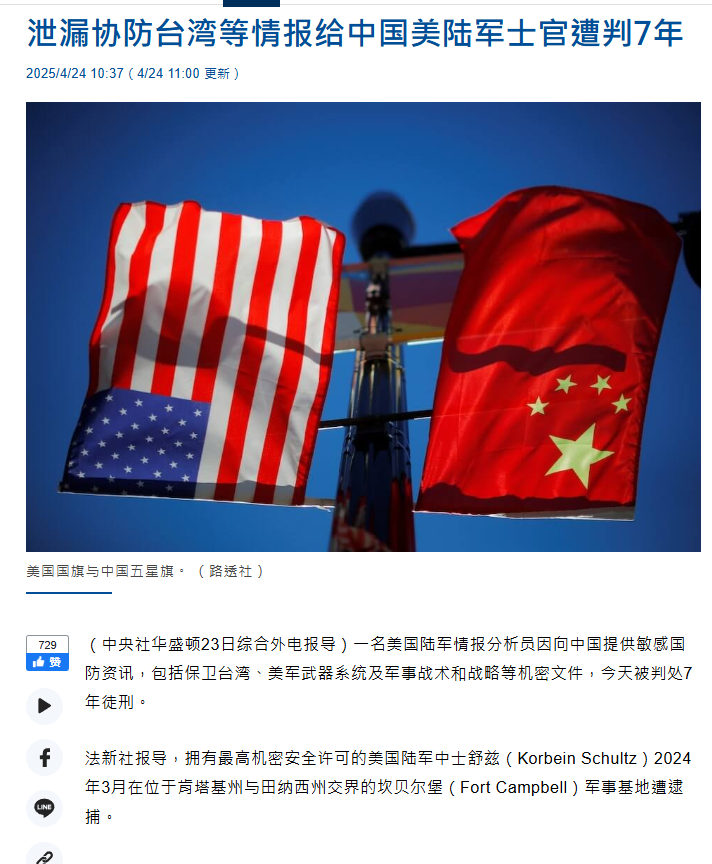 泄漏协防台湾等情报给中国美陆军士官遭判7年
2025/4/24 10:37（4/24 11:00 更新）
美国国旗与中国五星旗。（路透社）
729
赞
（中央社华盛顿23日综合外电报导）一名美国陆军情报分析员因向中国提供敏感国
防资讯，包括保卫台湾、美军武器系统及军事战术和战略等机密文件，今天被判处7
年徒刑。
法新社报导，拥有最高机密安全许可的美国陆军中士舒兹（Korbein Schultz）2024
年3月在位于肯塔基州与田纳西州交界的坎贝尔堡（Fort Campbell）军事基地遭逮
捕。
LINE